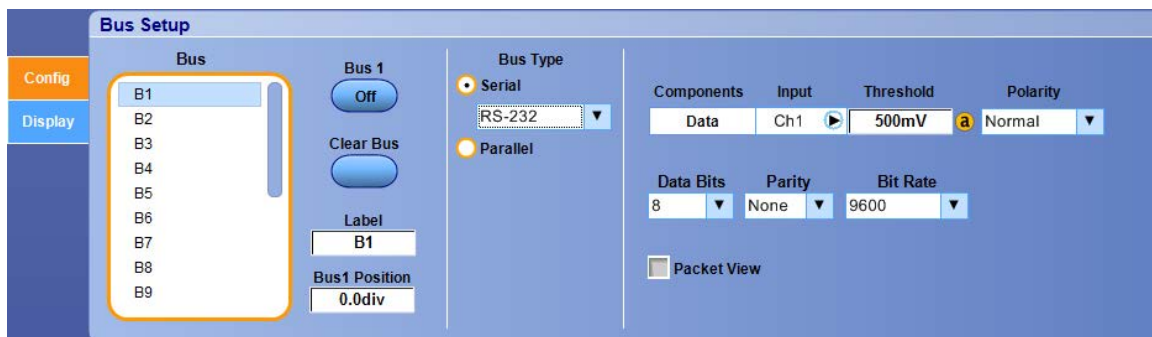 Bus Setup
Config
Display
Bus
B1
B2
B3
B4
B5
B6
B7
B8
B9
Bus 1
Off
Clear Bus
Label
B1
Bus1 Position
0.0div
Bus Type
Serial
RS-232
Parallel
Components Input Threshold Polarity
Data Ch1 500mV a Normal
Data Bits Parity Bit Rate
8 None 9600
Packet View